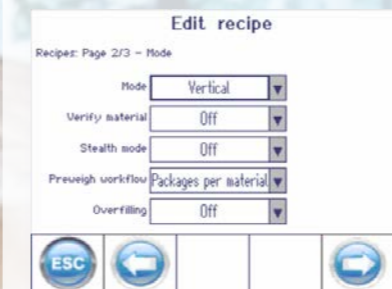 Edit recipe
Recipes: Page 2/3 - Mode
Mode Vertical
Verify material Off
Stealth mode Off
Preweigh workflow Packages per material
Overfilling Off
ESC